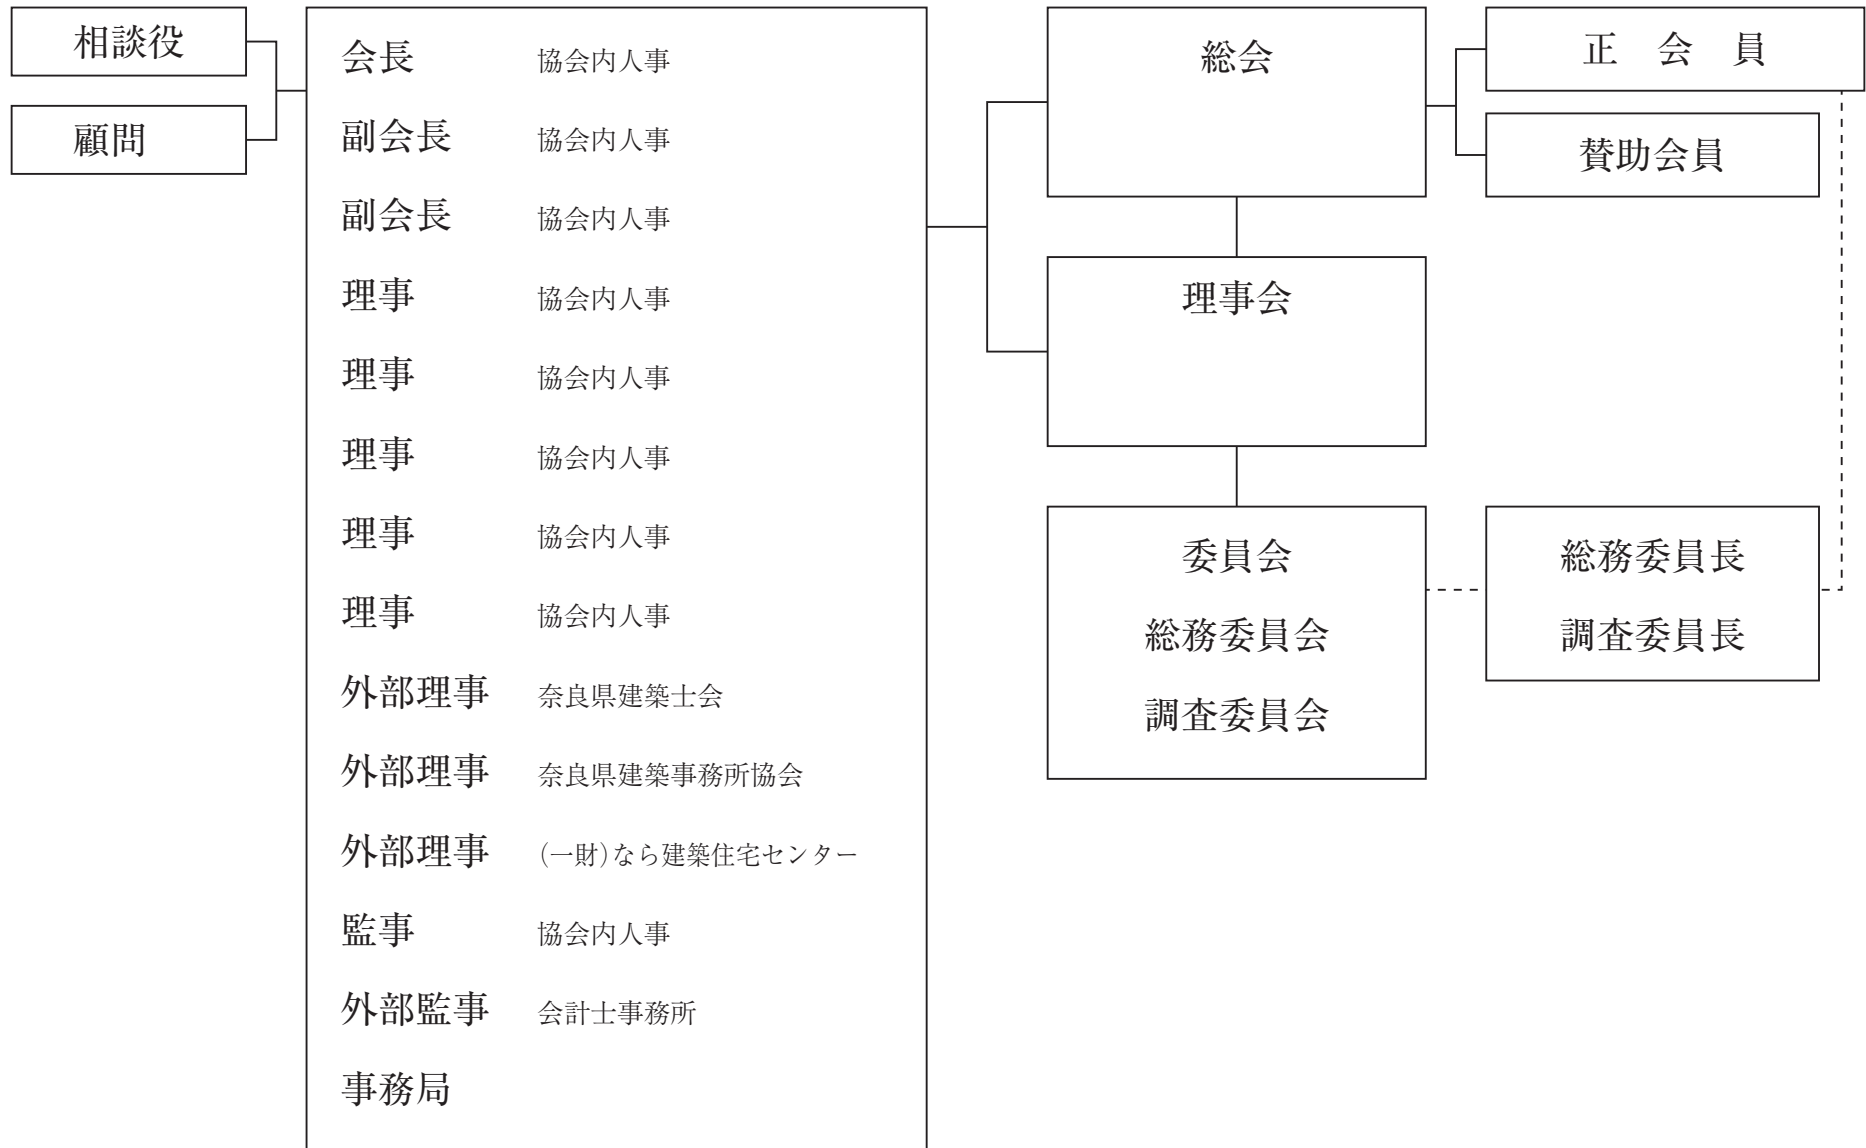 相談役
顧問
会長 協会内人事
副会長 協会内人事
副会長 協会内人事
理事 協会内人事
理事 協会内人事
理事 協会内人事
理事 協会内人事
理事 協会内人事
外部理事 奈良県建築士会
外部理事 奈良県建築事務所協会
外部理事 (一財)なら建築住宅センター
監事 協会内人事
外部監事 会計士事務所
事務局
総会
理事会
委員会
総務委員会
調査委員会
正　会　員
賛助会員
総務委員長
調査委員長